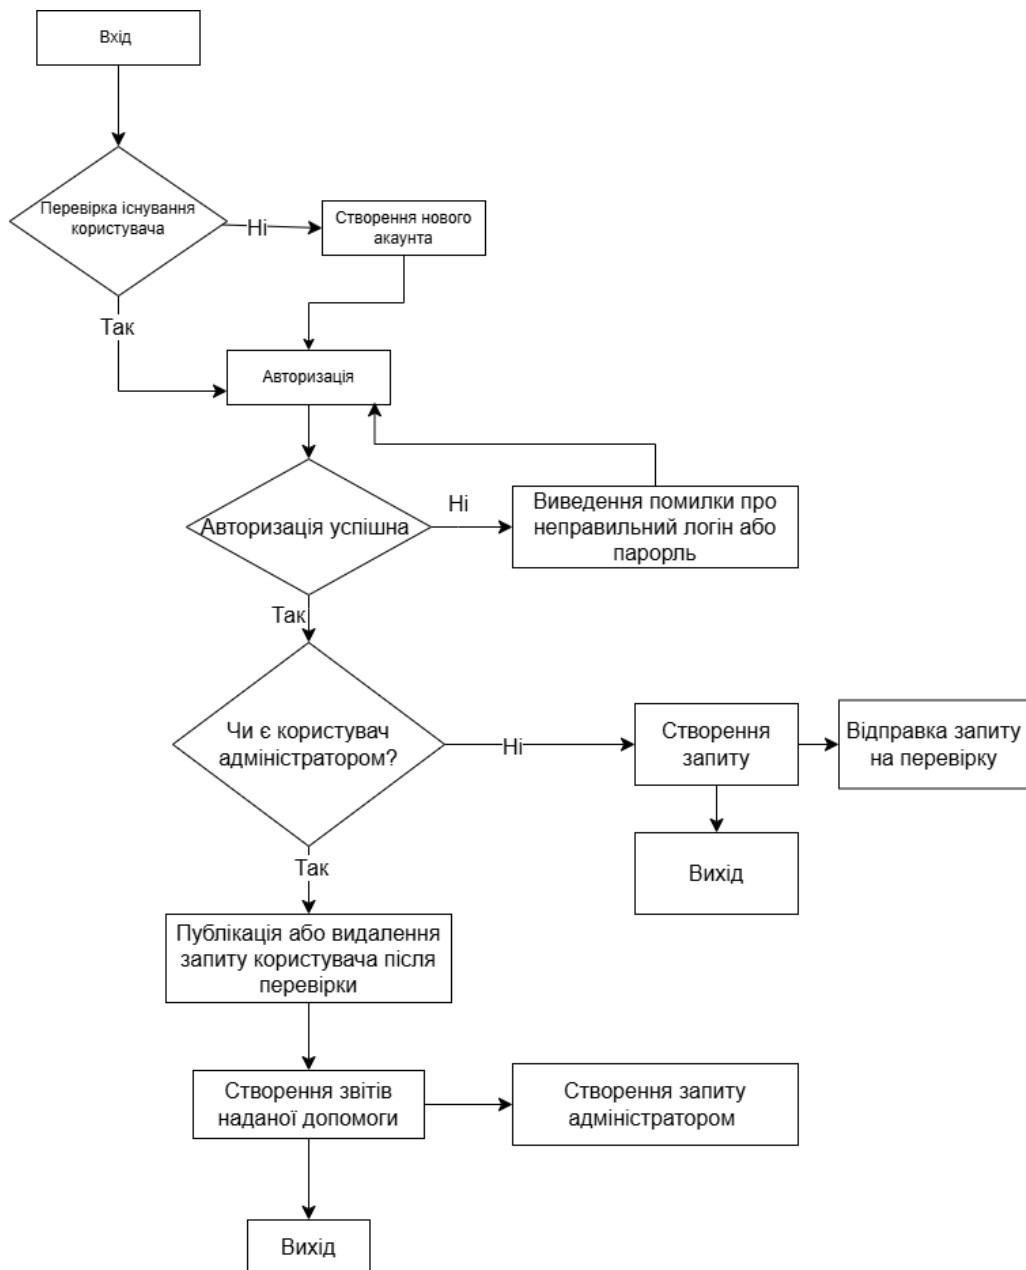 Вхід
Перевірка існування
користувача
Ні
Створення нового
акаунта
Так
Авторизація
Авторизація успішна
Ні
Виведення помилки про
неправильний логін або
парорль
Так
Чи є користувач
адміністратором?
Ні
Створення
запиту
Відправка запиту
на перевірку
Вихід
Так
Публікація або видалення
запиту користувача після
перевірки
Створення звітів
наданої допомоги
Створення запиту
адміністратором
Вихід